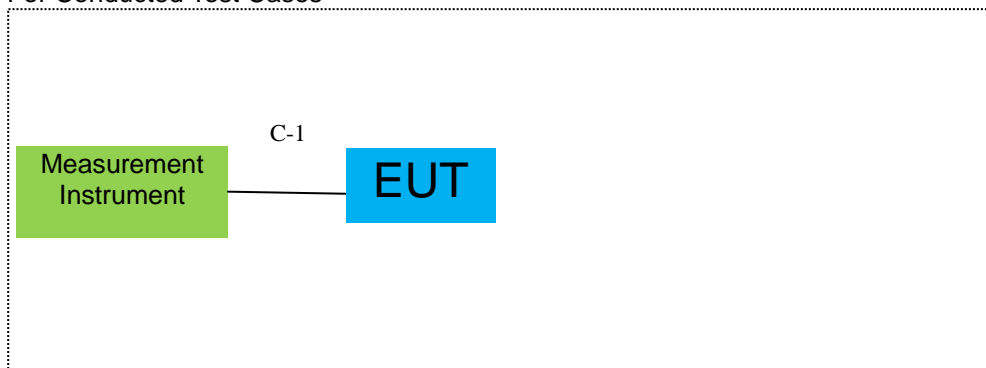 For Conducted Test Cases
C-1
Measurement
Instrument
EUT